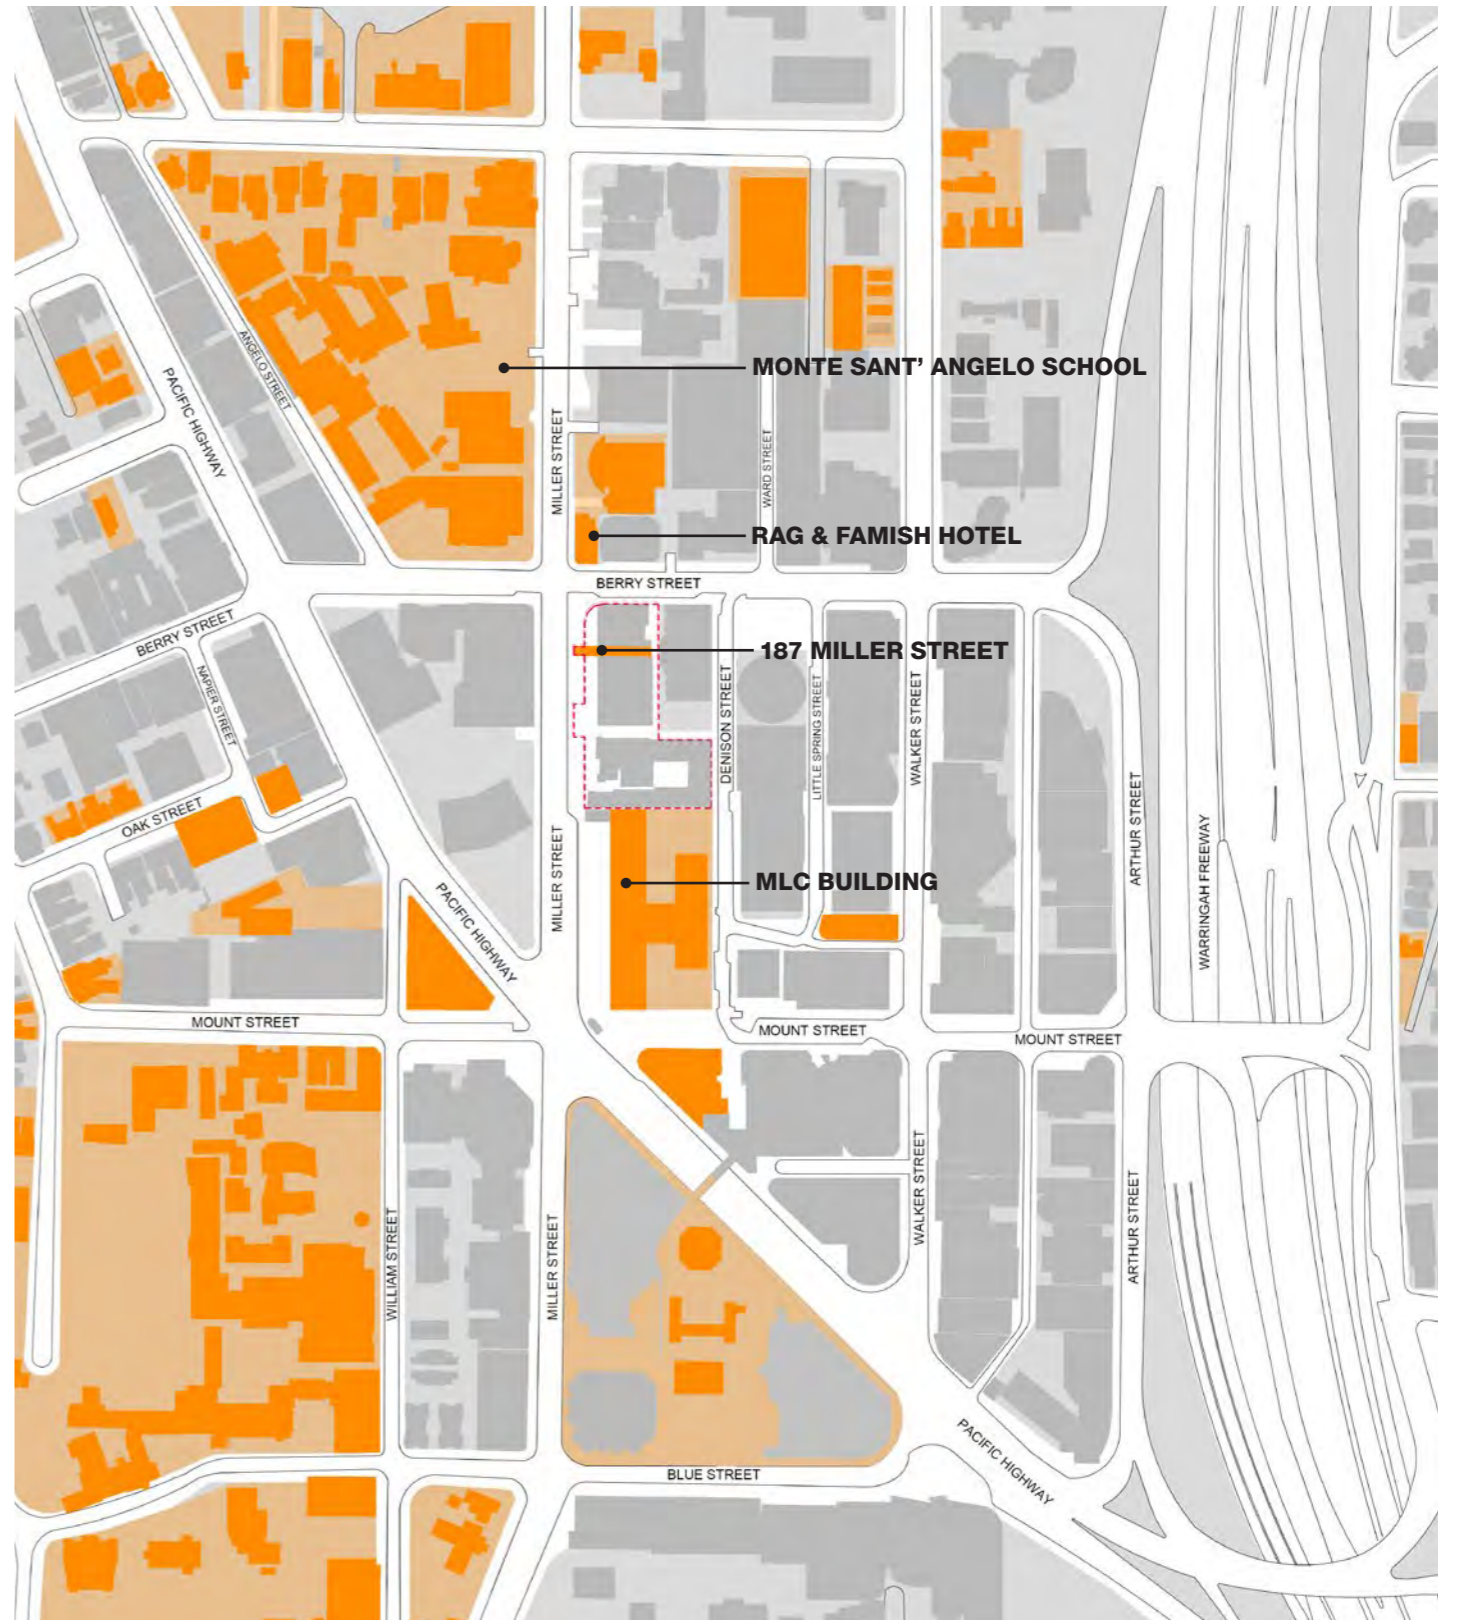 MONTE SANT' ANGELO SCHOOL
ANGELO STREET
PACIFIC HIGHWAY
MILLER STREET
WARD STREET
RAG & FAMISH HOTEL
BERRY STREET
BERRY STREET
187 MILLER STREET
NAPIER STREET
DENISON STREET
LITTLE SPRING STREET
WALKER STREET
OAK STREET
ARTHUR STREET
WARRINGAH FREEWAY
MILLER STREET
MLC BUILDING
PACIFIC HIGHWAY
MOUNT STREET
MOUNT STREET
MOUNT STREET
WALKER STREET
WILLIAM STREET
MILLER STREET
ARTHUR STREET
PACIFIC HIGHWAY
BLUE STREET